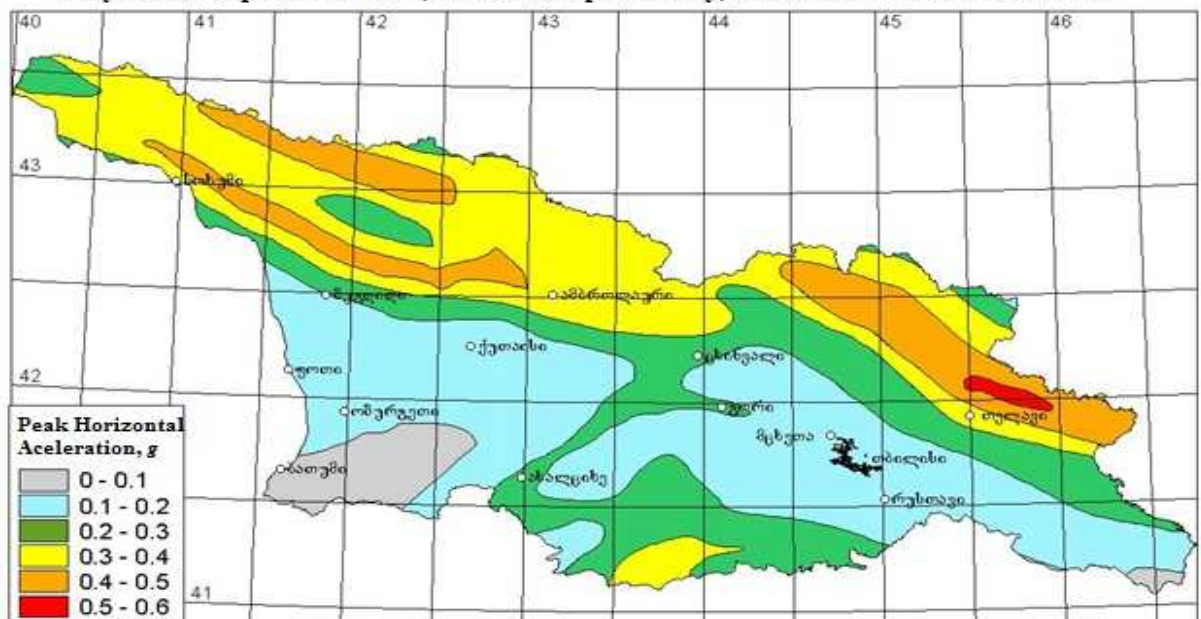 40 41 42 43 44 45 46
43
სოხუმი
ზუგდიდი
ამბროლაური
ქუთაისი
ცხინვალი
ფოთი
42
ოზურგეთი
გორი
თელავი
მცხეთა
თბილისი
ბათუმი
ახალციხე
რუსთავი
41
Peak Horizontal
Aceleration, g
0 - 0.1
0.1 - 0.2
0.2 - 0.3
0.3 - 0.4
0.4 - 0.5
0.5 - 0.6